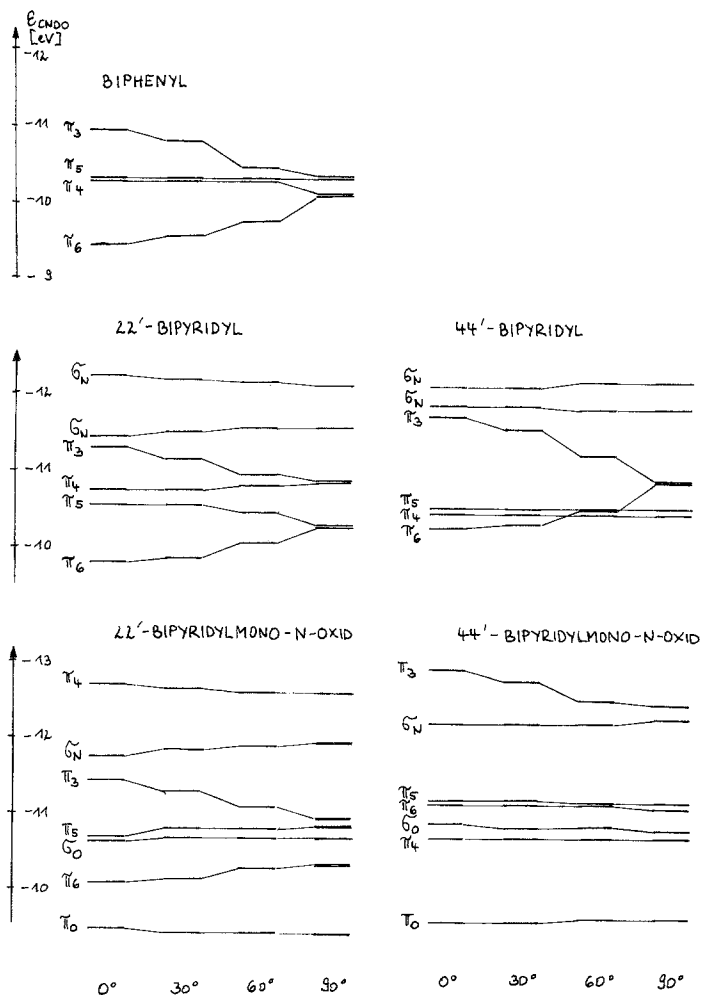 ε CNDO
[eV]
-12
BIPHENYL
-11
π3
π5
π4
-10
π6
-9
22'-BIPYRIDYL
44'-BIPYRIDYL
-12
σN
σN
π3
-11
π4
π5
-10
π6
σN
σN
π3
π5
π4
π6
22'-BIPYRIDYLMONO-N-OXID
44'-BIPYRIDYLMONO-N-OXID
-13
π4
-12
σN
π3
-11
π5
σO
π6
-10
πO
π3
σN
π5
π6
σO
π4
πO
0° 30° 60° 90°
0° 30° 60° 90°